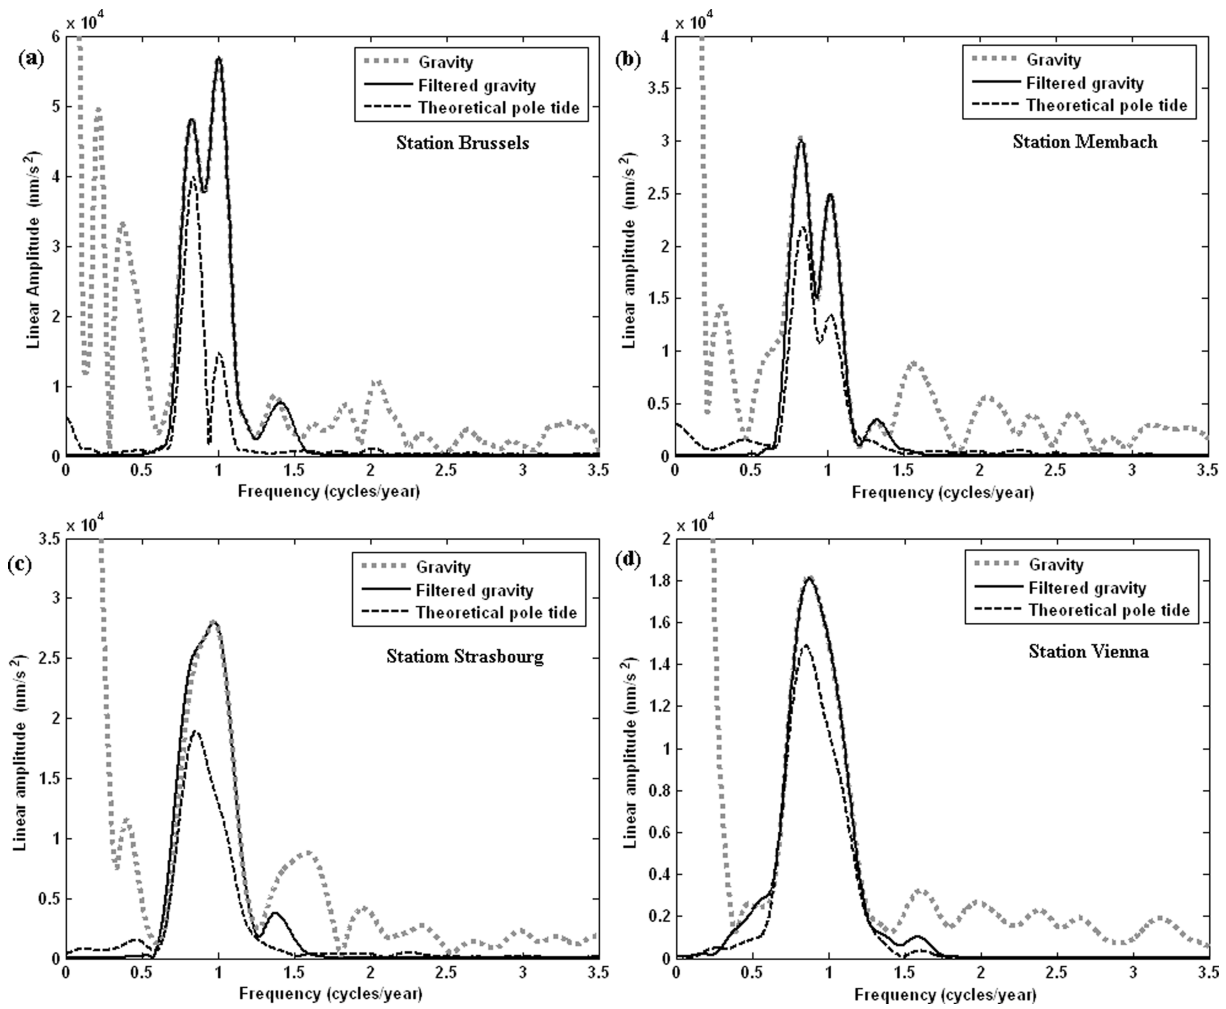 (a)
x 10^4
6
5
4
3
2
1
0
Linear Amplitude (nm/s^2)
Gravity
Filtered gravity
Theoretical pole tide
Station Brussels
0 0.5 1 1.5 2 2.5 3 3.5
Frequency (cycles/year)
(b)
x 10^4
4
3.5
3
2.5
2
1.5
1
0.5
0
Linear amplitude (nm/s^2)
Gravity
Filtered gravity
Theoretical pole tide
Station Membach
0 0.5 1 1.5 2 2.5 3 3.5
Frequency (cycles/year)
(c)
x 10^4
3.5
3
2.5
2
1.5
1
0.5
0
Linear amplitude (nm/s^2)
Gravity
Filtered gravity
Theoretical pole tide
Statiom Strasbourg
0 0.5 1 1.5 2 2.5 3 3.5
Frequency (cycles/year)
(d)
x 10^4
2
1.8
1.6
1.4
1.2
1
0.8
0.6
0.4
0.2
0
Linear amplitude (nm/s^2)
Gravity
Filtered gravity
Theoretical pole tide
Station Vienna
0 0.5 1 1.5 2 2.5 3 3.5
Frequency (cycles/year)